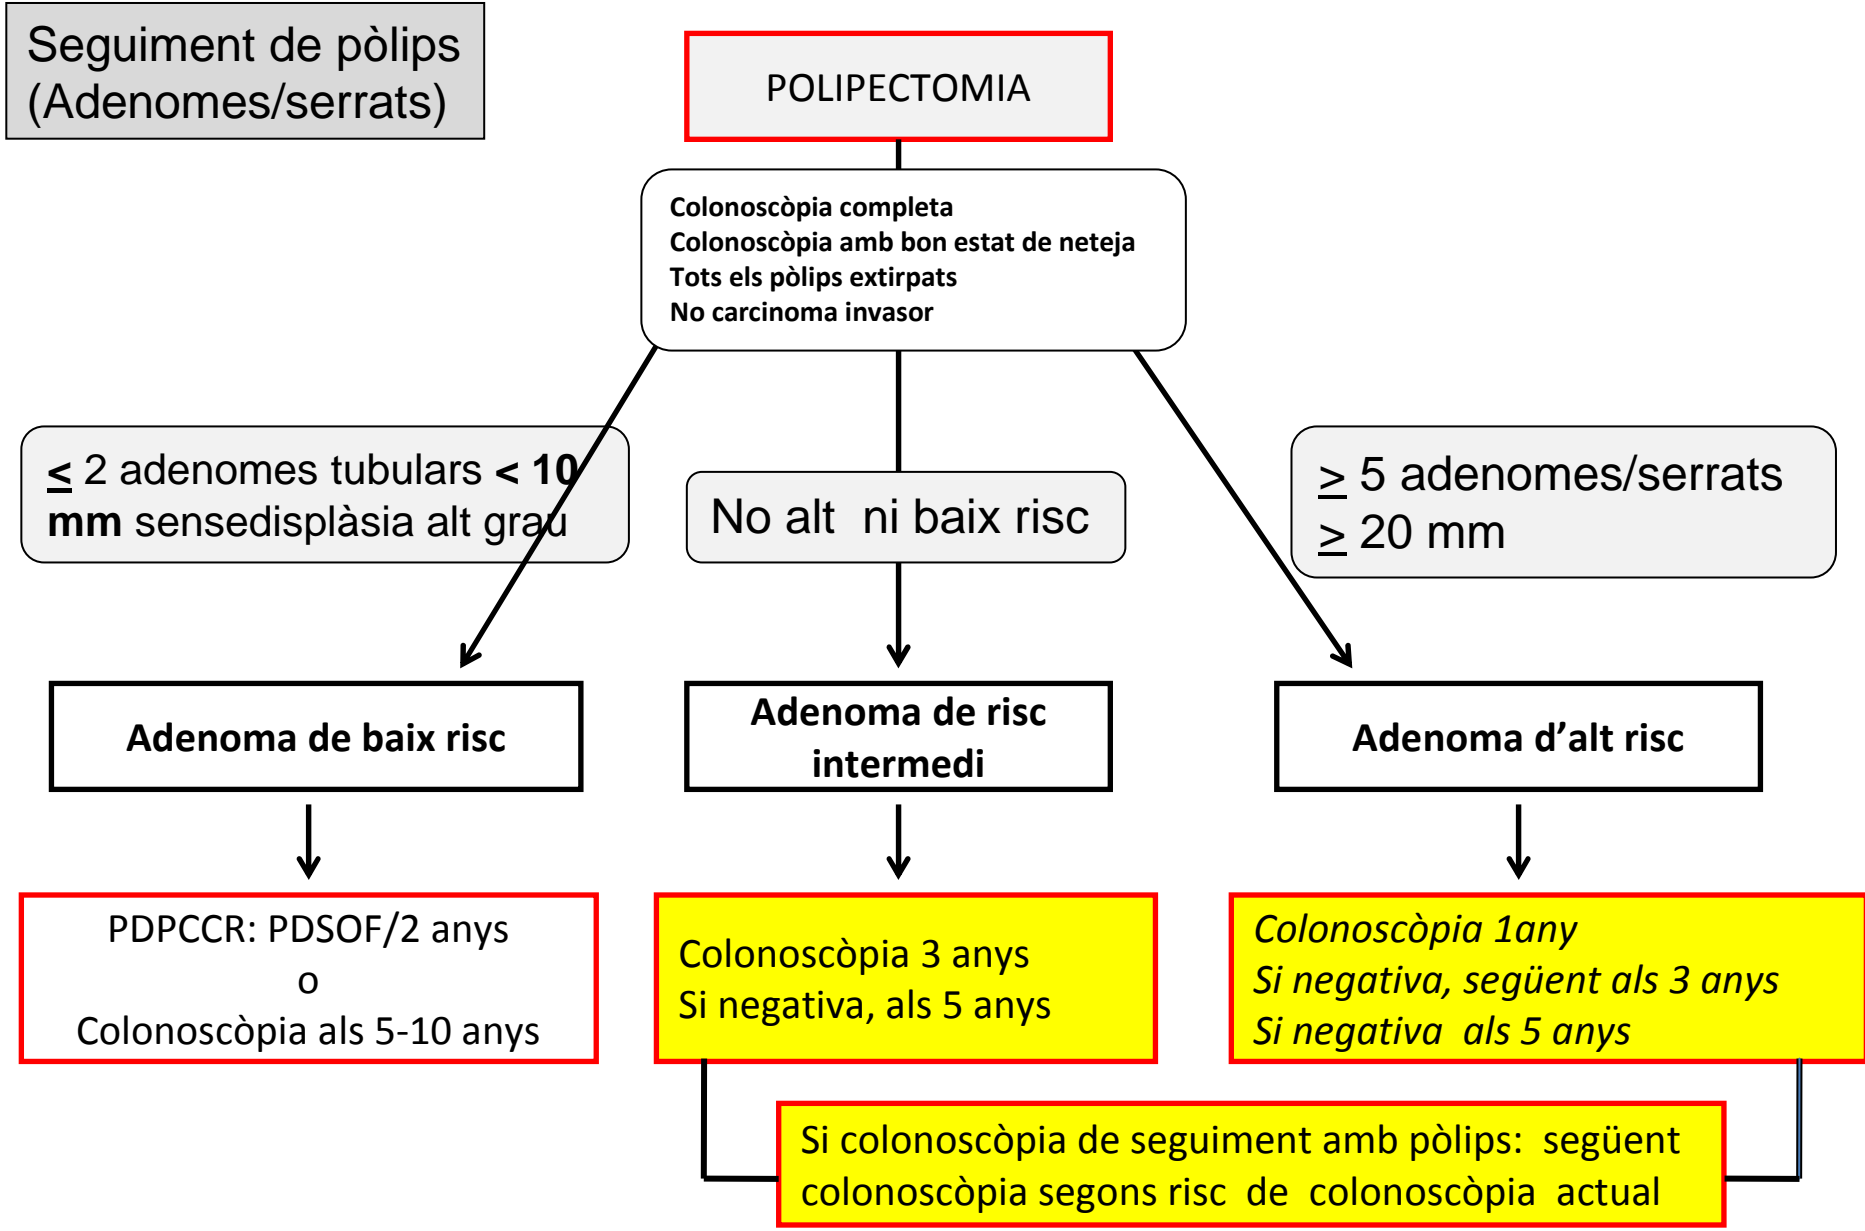 Seguiment de pòlips
(Adenomes/serrats)
POLIPECTOMIA
Colonoscòpia completa
Colonoscòpia amb bon estat de neteja
Tots els pòlips extirpats
No carcinoma invasor
≤ 2 adenomes tubulars < 10
mm sensedisplàsia alt grau
No alt ni baix risc
≥ 5 adenomes/serrats
≥ 20 mm
Adenoma de baix risc
Adenoma de risc
intermedi
Adenoma d’alt risc
PDPCCR: PDSOF/2 anys
o
Colonoscòpia als 5-10 anys
Colonoscòpia 3 anys
Si negativa, als 5 anys
Colonoscòpia 1any
Si negativa, següent als 3 anys
Si negativa als 5 anys
Si colonoscòpia de seguiment amb pòlips: següent
colonoscòpia segons risc de colonoscòpia actual